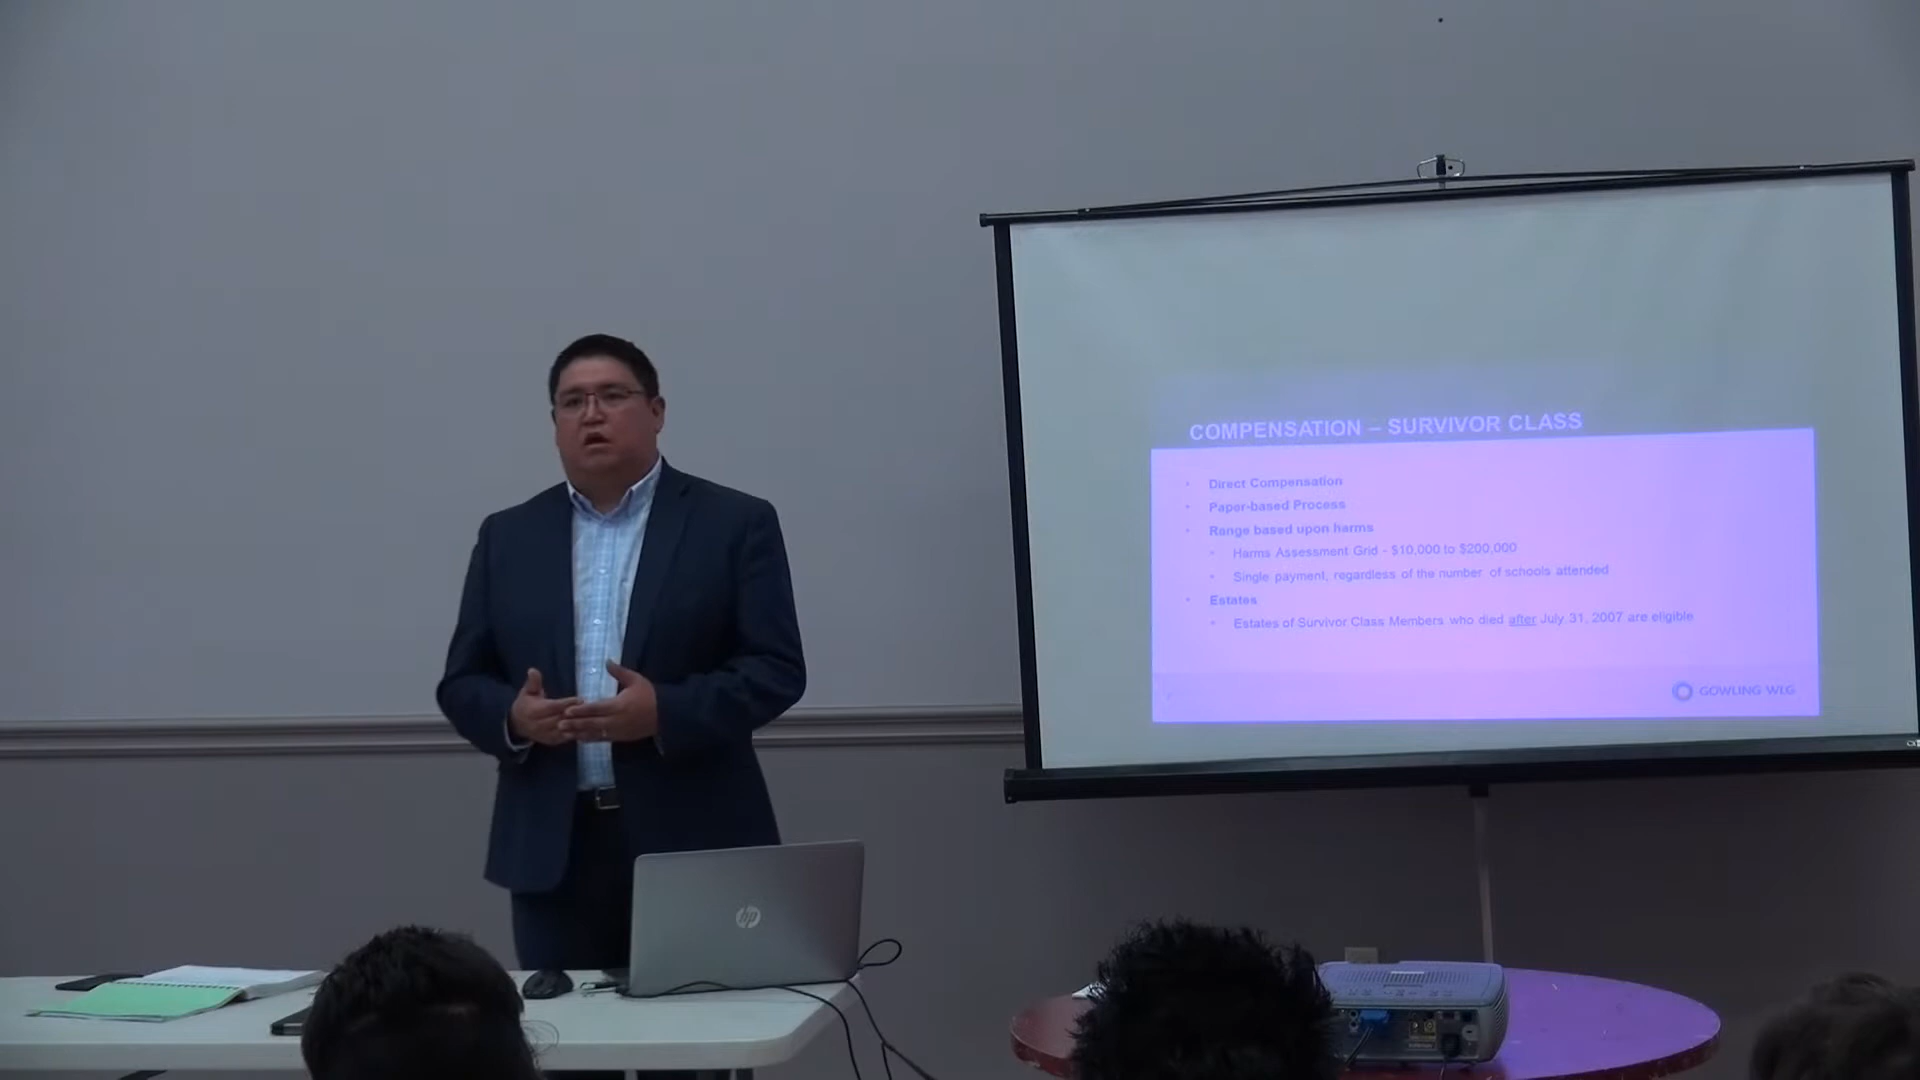 COMPENSATION – SURVIVOR CLASS
• Direct Compensation
• Paper-based Process
• Range based upon harms
• Harms Assessment Grid - $10,000 to $200,000
• Single payment, regardless of the number of schools attended
• Estates
• Estates of Survivor Class Members who died after July 31, 2007 are eligible
GOWLING WLG
hp